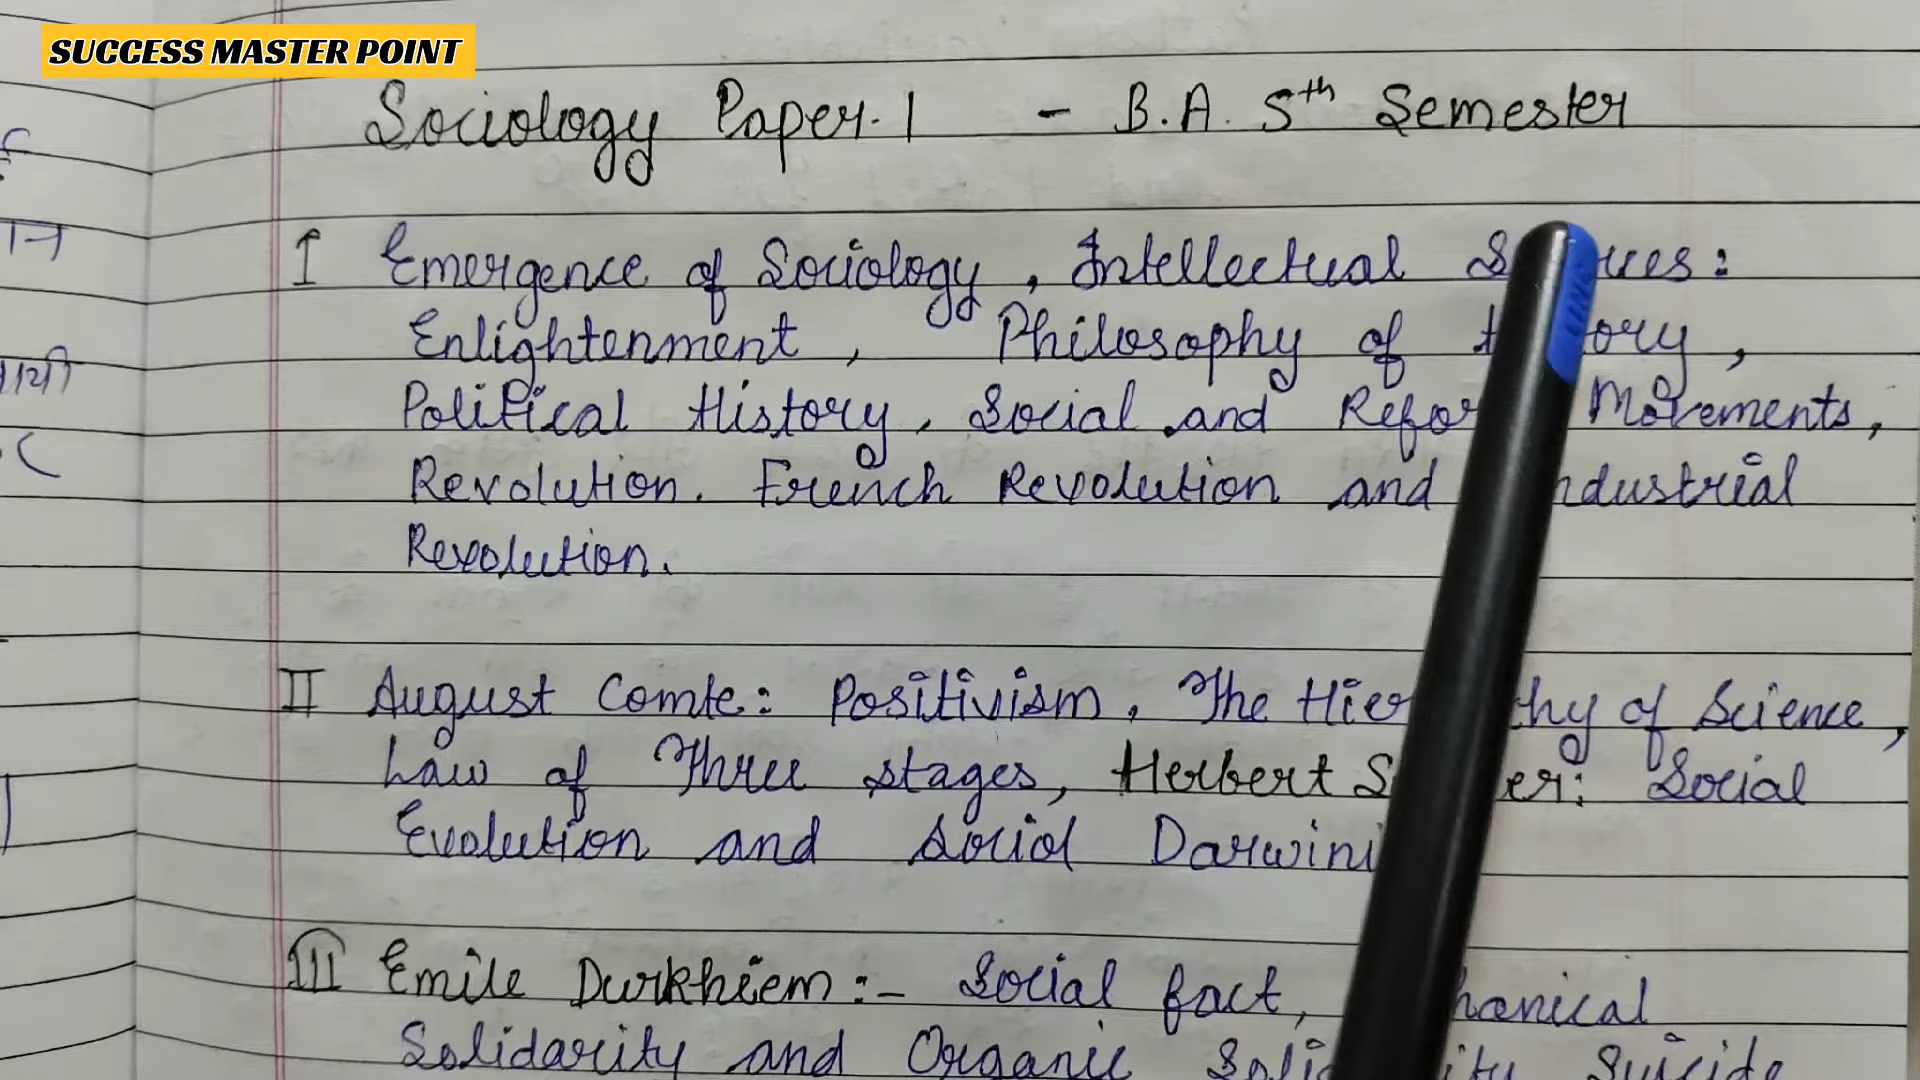 SUCCESS MASTER POINT
Sociology Paper. 1 - B.A. 5th Semester
I Emergence of Sociology, Intellectual
Enlightenment, Philosophy of
Political History, Social and Movements,
Revolution. French Revolution and
Revolution.
II August Comte: Positivism, The of Science,
Law of Three stages, Herbert Social
Evolution and Social
III Emile Durkhiem :- Social fact,
Solidarity and Organic Suicide